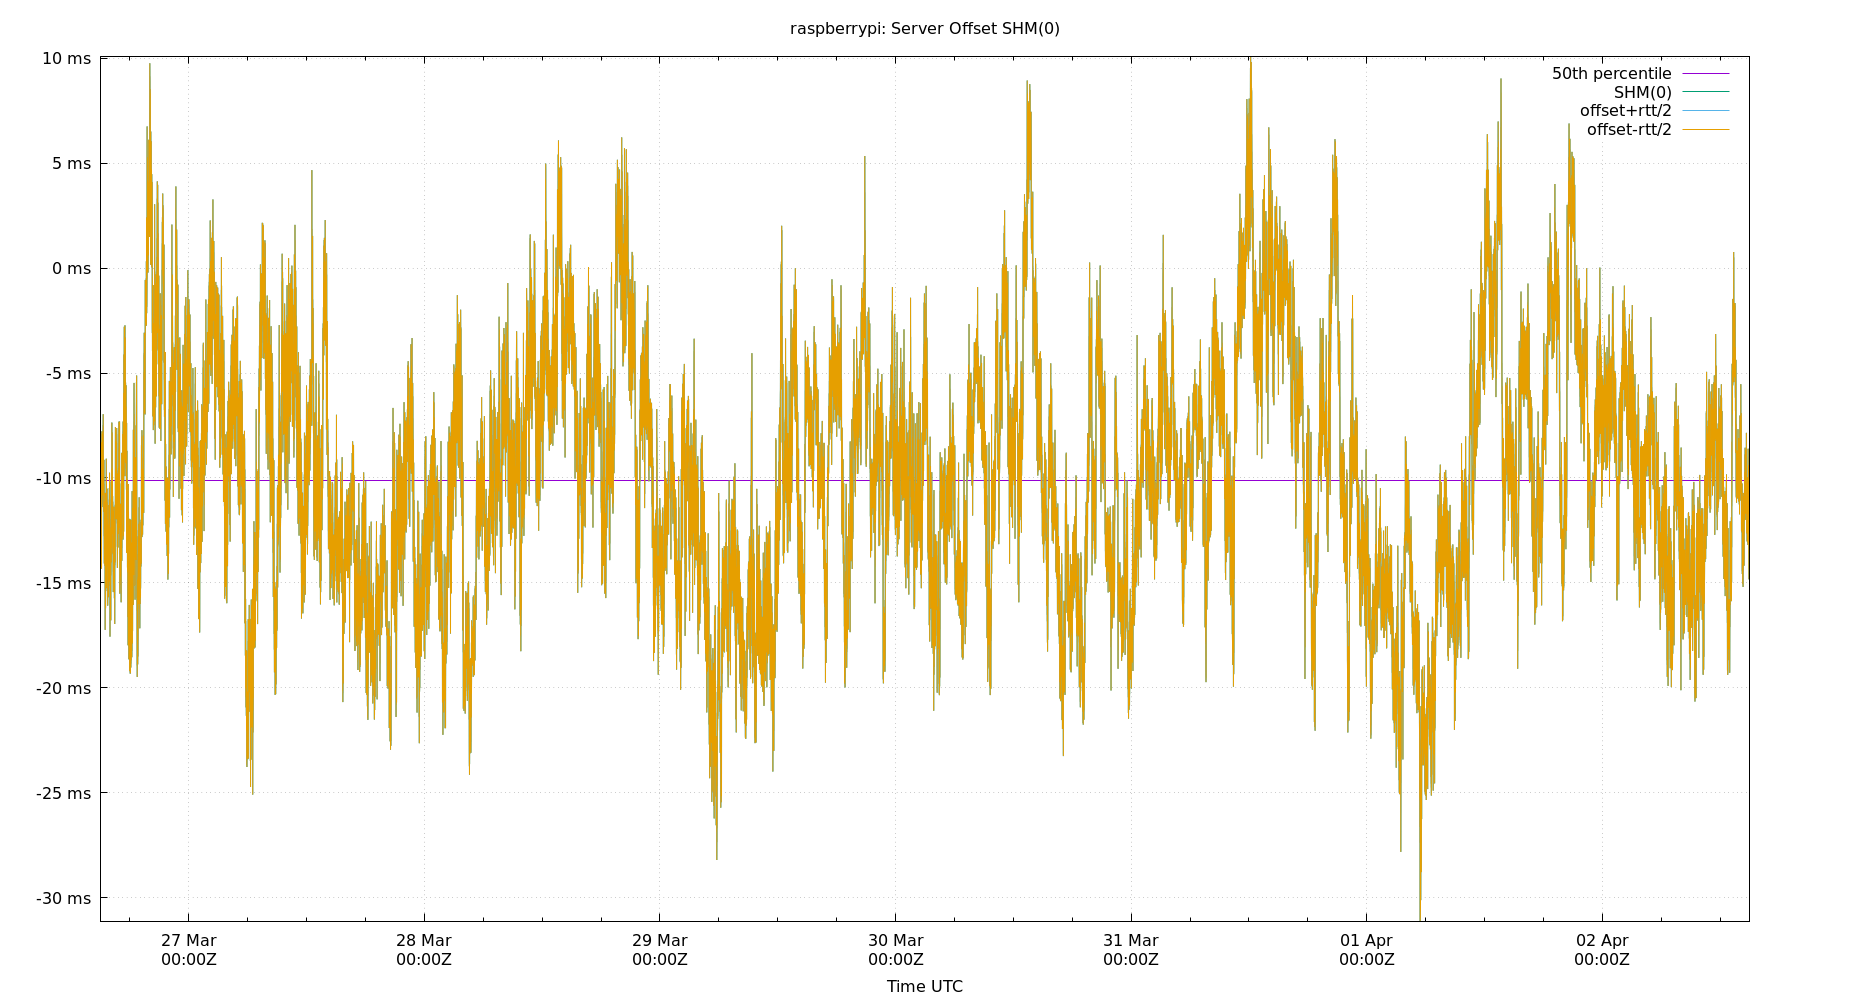 raspberrypi: Server Offset SHM(0)
10 ms
5 ms
0 ms
-5 ms
-10 ms
-15 ms
-20 ms
-25 ms
-30 ms
50th percentile
SHM(0)
offset+rtt/2
offset-rtt/2
27 Mar
00:00Z
28 Mar
00:00Z
29 Mar
00:00Z
30 Mar
00:00Z
31 Mar
00:00Z
01 Apr
00:00Z
02 Apr
00:00Z
Time UTC